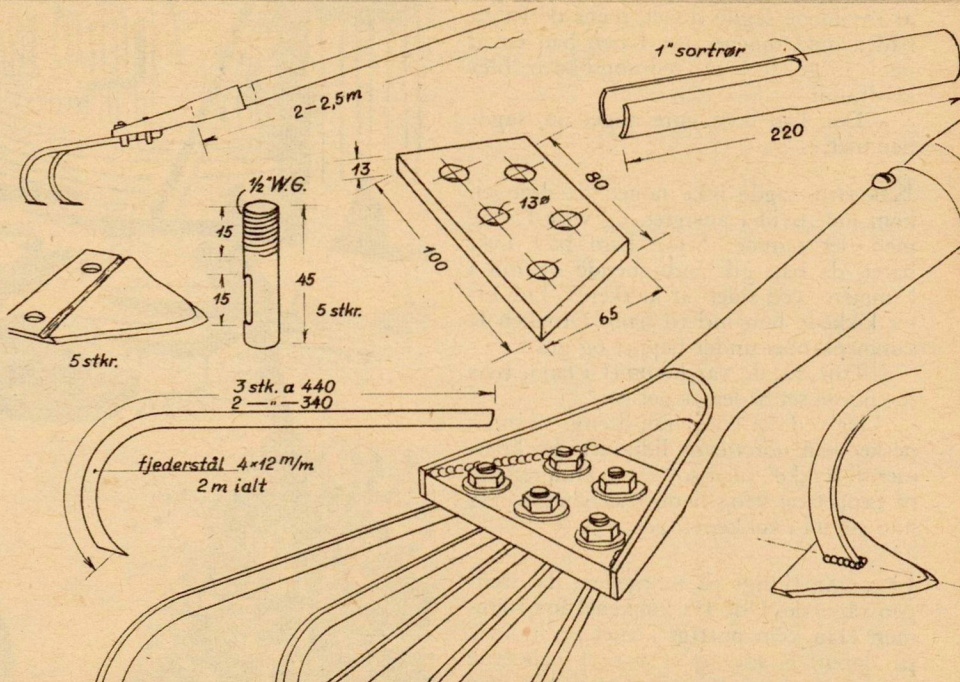 1" sortrør
220
2-2,5m
13
80
13ø
100
65
1/2" W.G.
15
15
45
5 stkr.
5 stkr.
3 stk. a 440
2 — " — 340
fjederstål 4×12 m/m
2 m ialt